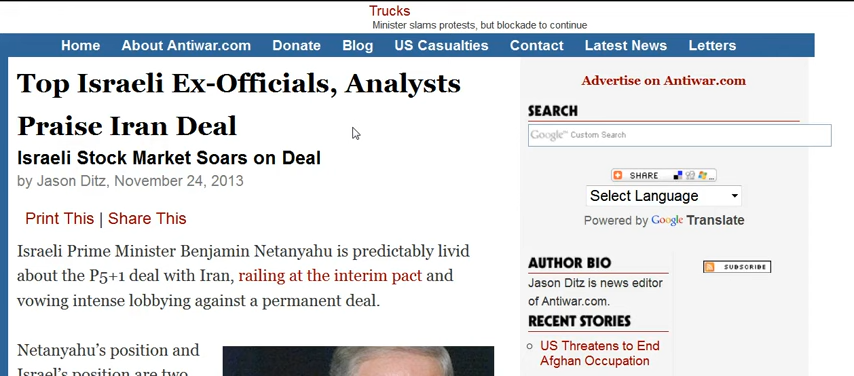 Trucks
Minister slams protests, but blockade to continue
Home About Antiwar.com Donate Blog US Casualties Contact Latest News Letters
Top Israeli Ex-Officials, Analysts
Praise Iran Deal
Israeli Stock Market Soars on Deal
by Jason Ditz, November 24, 2013
Print This | Share This
Israeli Prime Minister Benjamin Netanyahu is predictably livid
about the P5+1 deal with Iran, railing at the interim pact and
vowing intense lobbying against a permanent deal.
Netanyahu's position and
Israel's position are two
Advertise on Antiwar.com
SEARCH
Google™ Custom Search
SHARE
Select Language
Powered by Google Translate
AUTHOR BIO
SUBSCRIBE
Jason Ditz is news editor
of Antiwar.com.
RECENT STORIES
US Threatens to End
Afghan Occupation